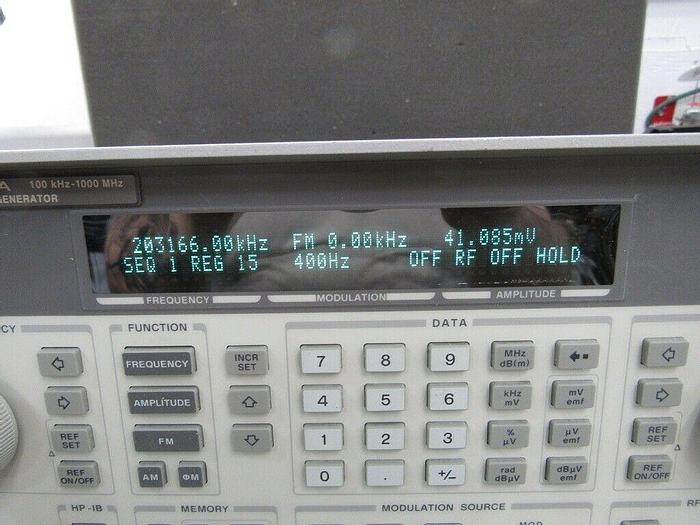 A 100 kHz-1000 MHz
GENERATOR
203166.00kHz FM 0.00kHz 41.085mV
SEQ 1 REG 15 400Hz OFF RF OFF HOLD
FREQUENCY MODULATION AMPLITUDE
CY FUNCTION DATA
FREQUENCY INCR SET 7 8 9 MHz dB(m)
AMPLITUDE 4 5 6 kHz mV mV emf
REF SET FM 1 2 3 % µV µV emf REF SET
REF ON/OFF AM ΦM 0 . +/− rad dBµV dBµV emf REF ON/OFF
HP-IB MEMORY MODULATION SOURCE RF
MOD